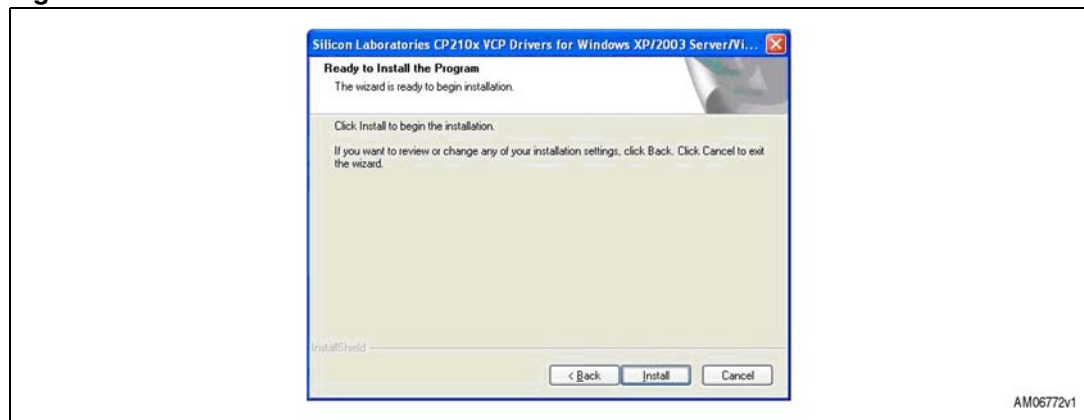 Silicon Laboratories CP210x VCP Drivers for Windows XP/2003 Server/Vi...
Ready to Install the Program
The wizard is ready to begin installation.
Click Install to begin the installation.
If you want to review or change any of your installation settings, click Back. Click Cancel to exit
the wizard.
InstallShield
< Back Install Cancel
AM06772v1